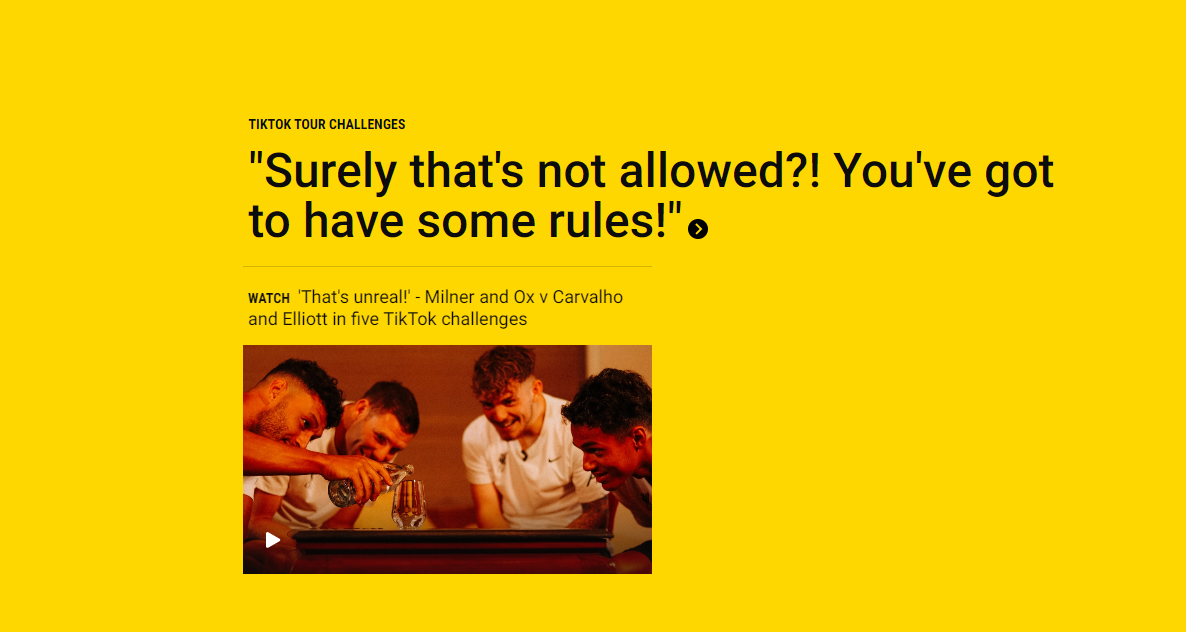 TIKTOK TOUR CHALLENGES
"Surely that's not allowed?! You've got
to have some rules!"
WATCH 'That's unreal!' - Milner and Ox v Carvalho
and Elliott in five TikTok challenges